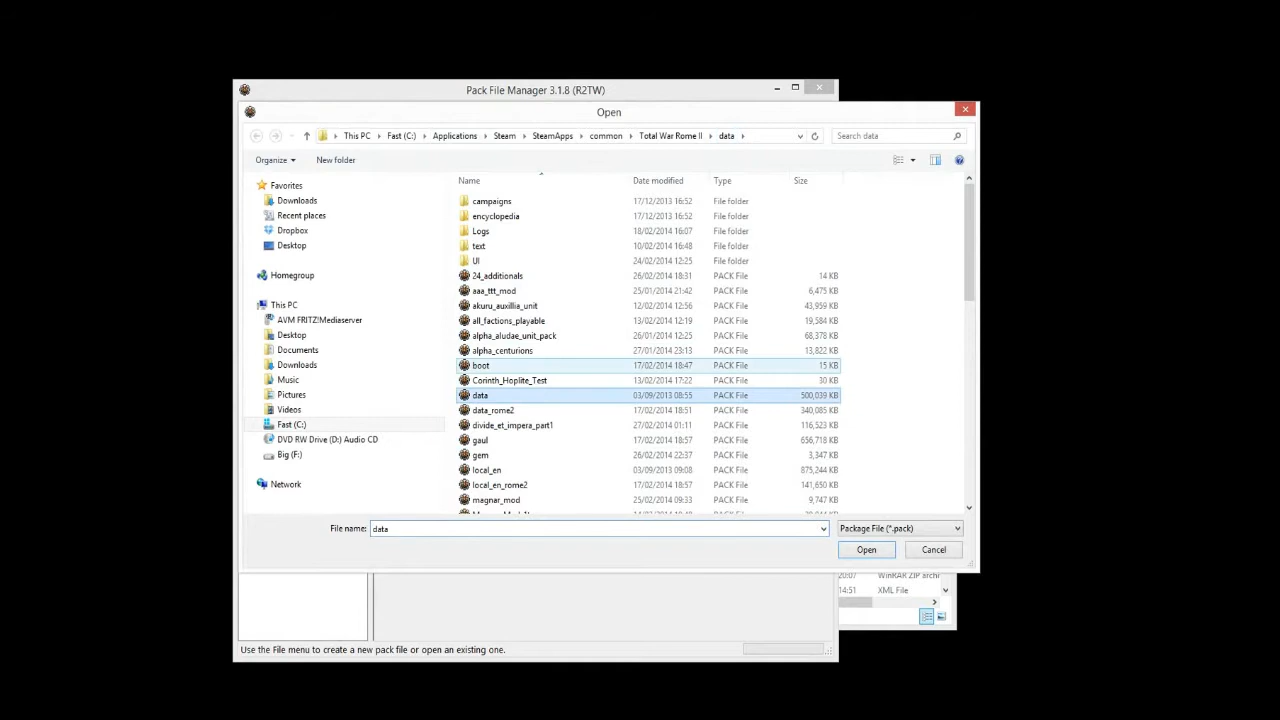 Pack File Manager 3.1.8 (R2TW)
Open
This PC Fast (C:) Applications Steam SteamApps common Total War Rome II data Search data
Organize New folder
Name Date modified Type Size
Favorites
Downloads
Recent places
Dropbox
Desktop
Homegroup
This PC
AVM FRITZ!Mediaserver
Desktop
Documents
Downloads
Music
Pictures
Videos
Fast (C:)
DVD RW Drive (D:) Audio CD
Big (F:)
Network
campaigns 17/12/2013 16:52 File folder
encyclopedia 17/12/2013 16:52 File folder
Logs 18/02/2014 16:07 File folder
text 10/02/2014 16:48 File folder
UI 24/02/2014 12:25 File folder
24_additionals 26/02/2014 18:31 PACK File 14 KB
aaa_ttt_mod 25/01/2014 21:42 PACK File 6,475 KB
akuru_auxillia_unit 12/02/2014 12:56 PACK File 43,959 KB
all_factions_playable 13/02/2014 12:19 PACK File 19,584 KB
alpha_aludae_unit_pack 26/01/2014 12:25 PACK File 68,378 KB
alpha_centurions 27/01/2014 23:13 PACK File 13,822 KB
boot 17/02/2014 18:47 PACK File 15 KB
Corinth_Hoplite_Test 13/02/2014 17:22 PACK File 30 KB
data 03/09/2013 08:55 PACK File 500,039 KB
data_rome2 17/02/2014 18:51 PACK File 340,085 KB
divide_et_impera_part1 27/02/2014 01:11 PACK File 116,523 KB
gaul 17/02/2014 18:57 PACK File 656,718 KB
gem 26/02/2014 22:37 PACK File 3,347 KB
local_en 03/09/2013 09:08 PACK File 875,244 KB
local_en_rome2 17/02/2014 18:57 PACK File 141,650 KB
magnar_mod 25/02/2014 09:33 PACK File 9,747 KB
File name: data Package File (*.pack)
Open Cancel
20:07 WinRAR ZIP archi
14:51 XML File
Use the File menu to create a new pack file or open an existing one.